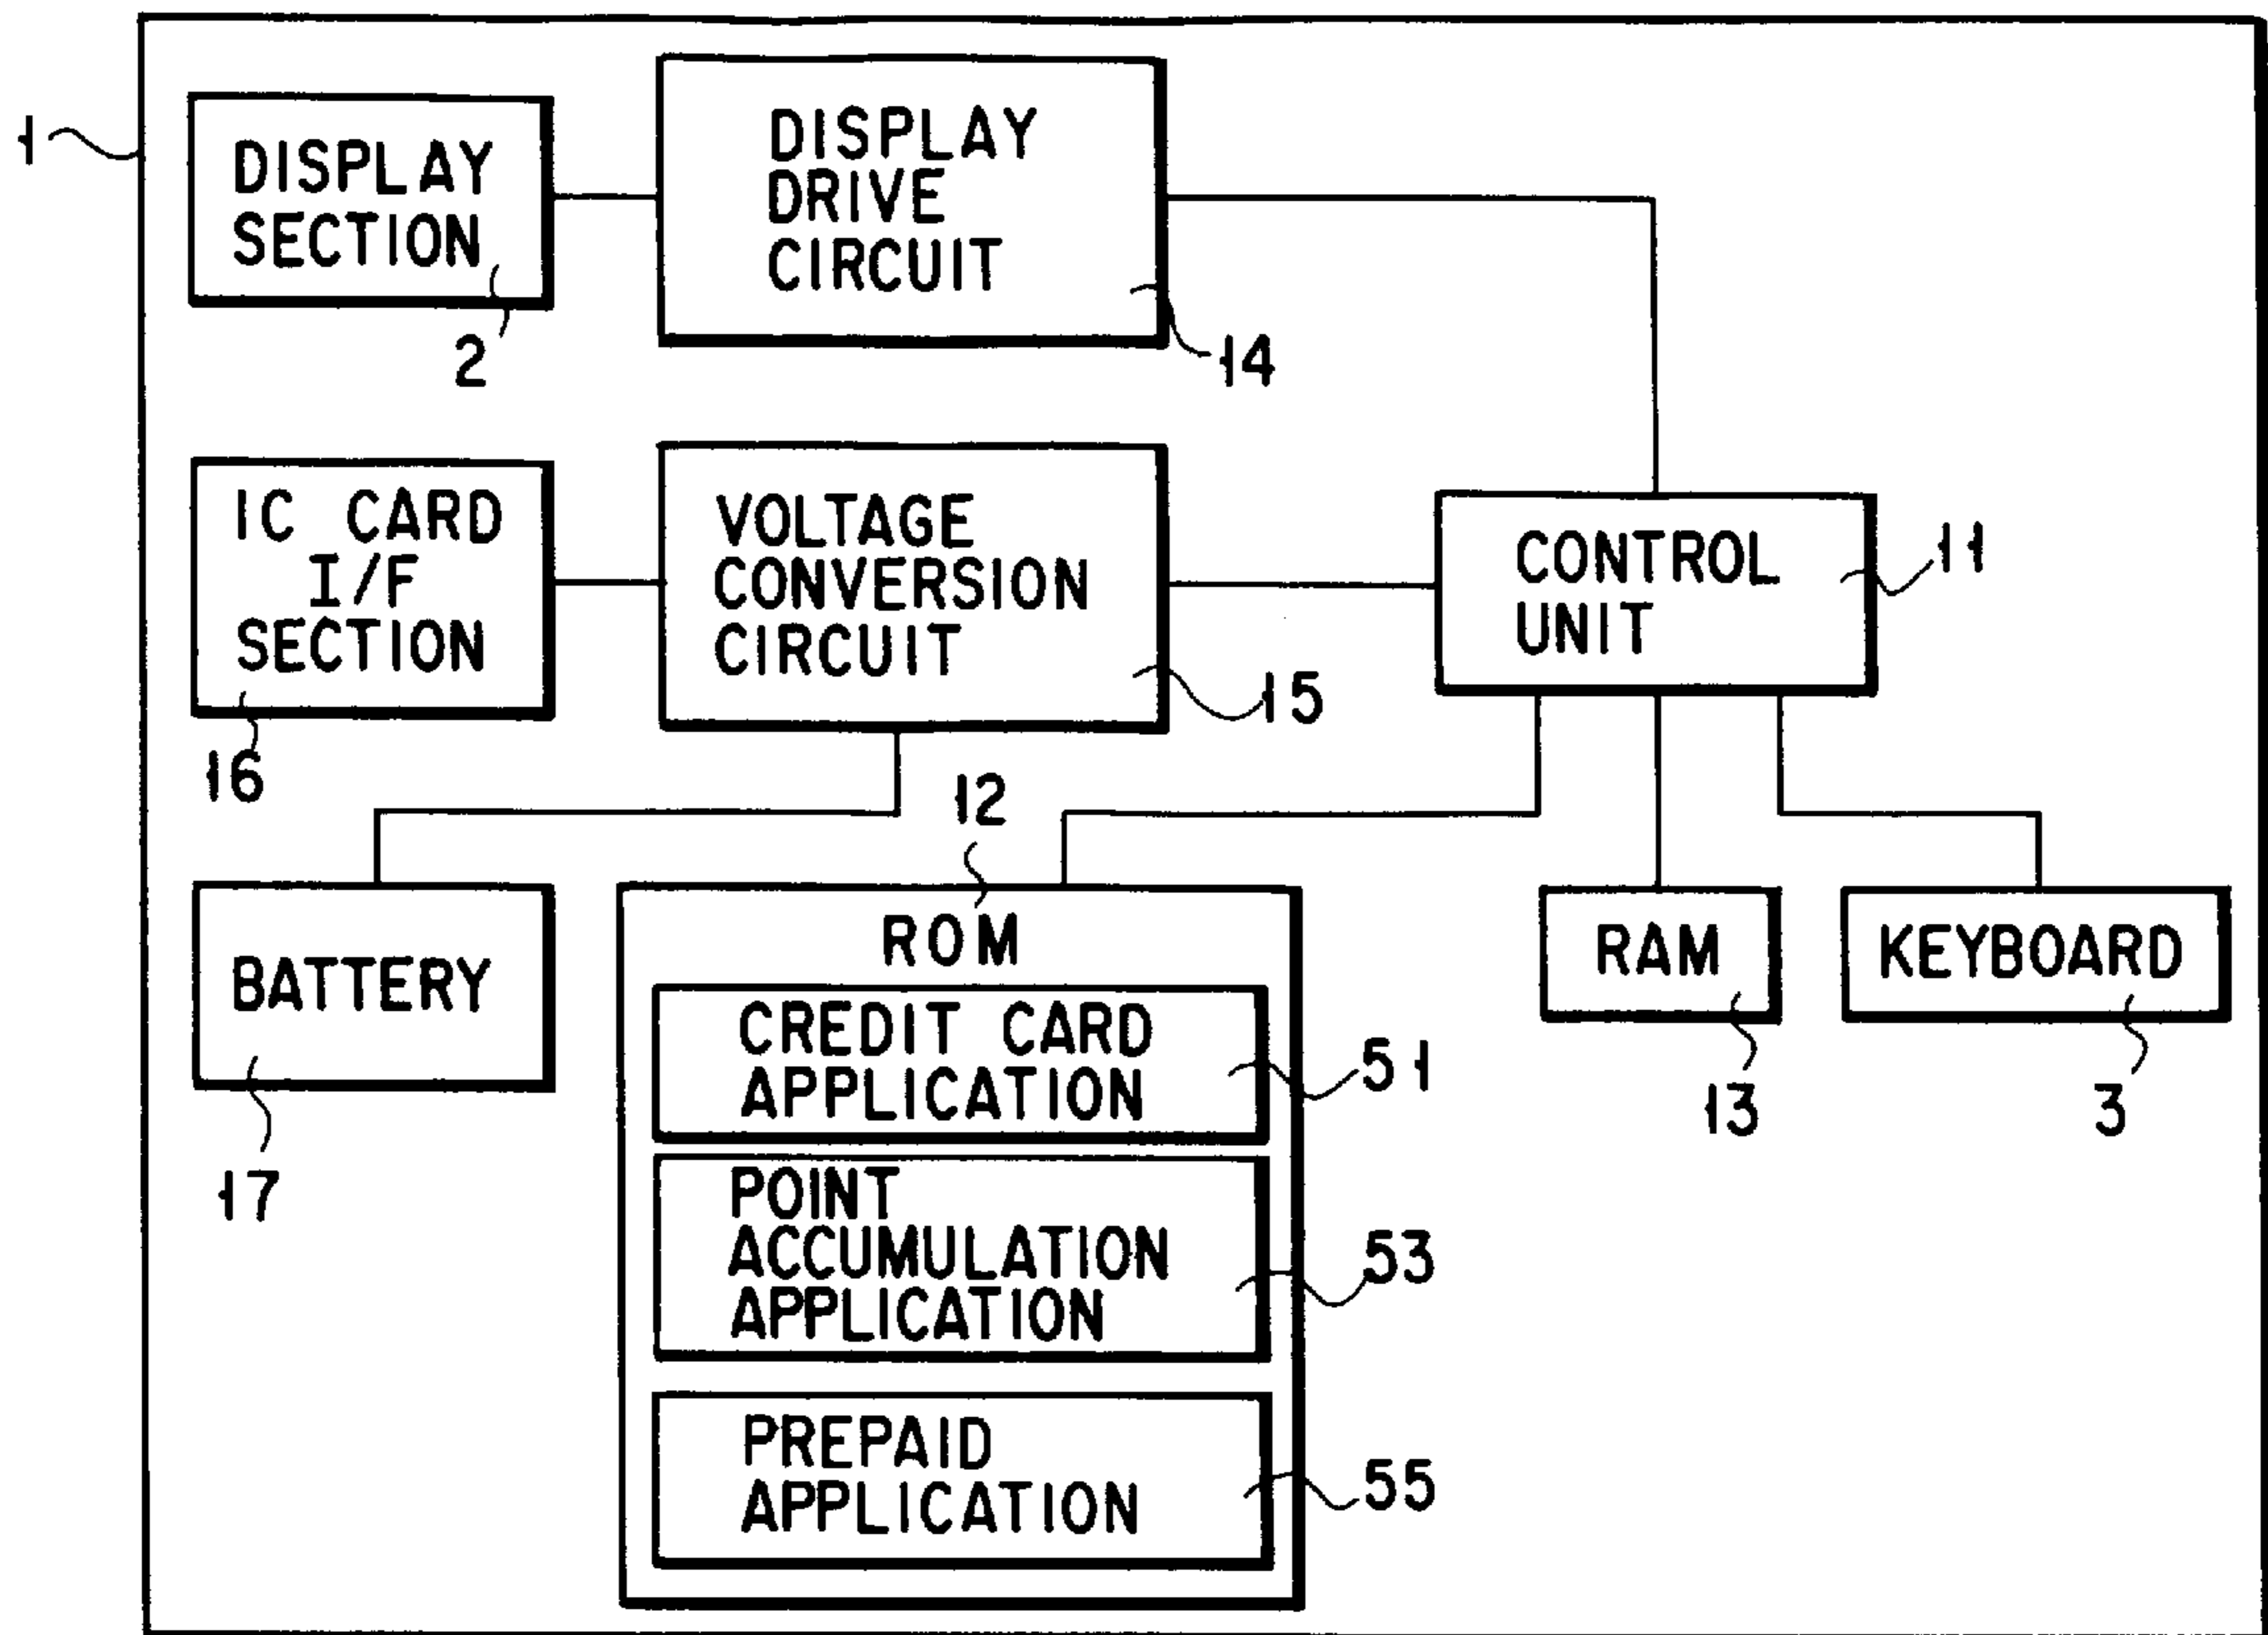 1
DISPLAY
SECTION
2
DISPLAY
DRIVE
CIRCUIT
14
IC CARD
I/F
SECTION
16
VOLTAGE
CONVERSION
CIRCUIT
15
CONTROL
UNIT
11
BATTERY
17
12
ROM
CREDIT CARD
APPLICATION
51
POINT
ACCUMULATION
APPLICATION
53
PREPAID
APPLICATION
55
RAM
13
KEYBOARD
3